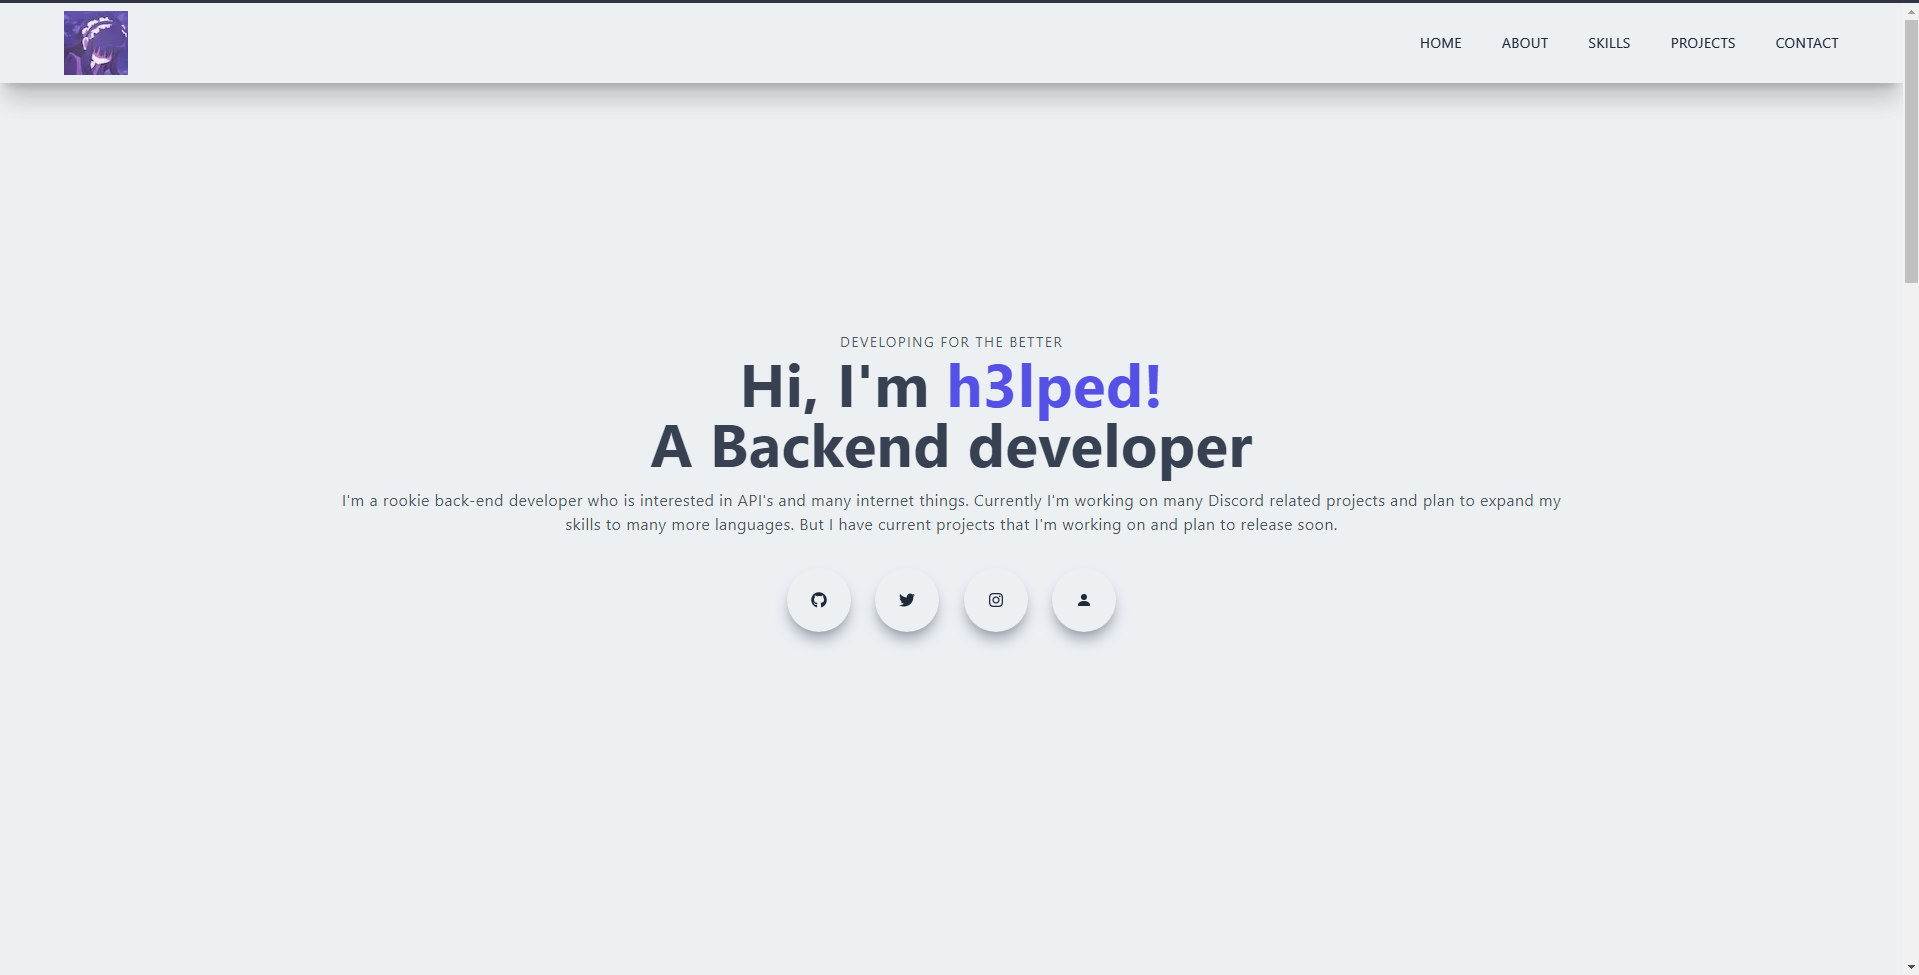 HOME ABOUT SKILLS PROJECTS CONTACT
DEVELOPING FOR THE BETTER
Hi, I'm h3lped!
A Backend developer
I'm a rookie back-end developer who is interested in API's and many internet things. Currently I'm working on many Discord related projects and plan to expand my
skills to many more languages. But I have current projects that I'm working on and plan to release soon.